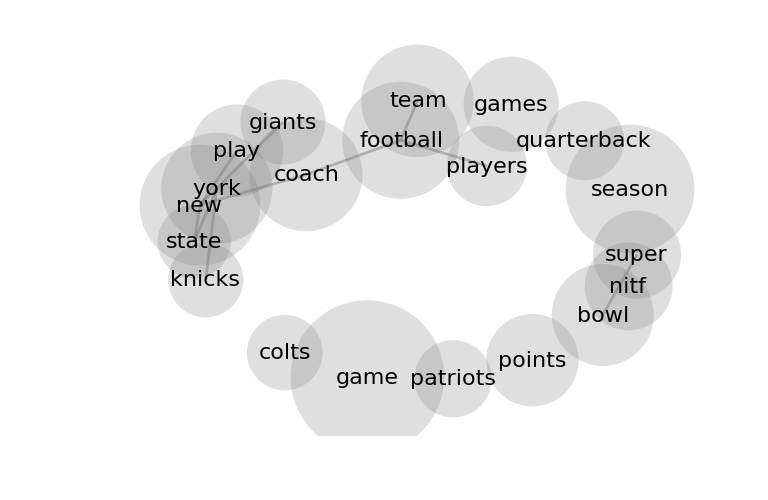 team
games
giants
football
quarterback
play
players
coach
york
season
new
state
super
knicks
nitf
bowl
colts
points
game
patriots